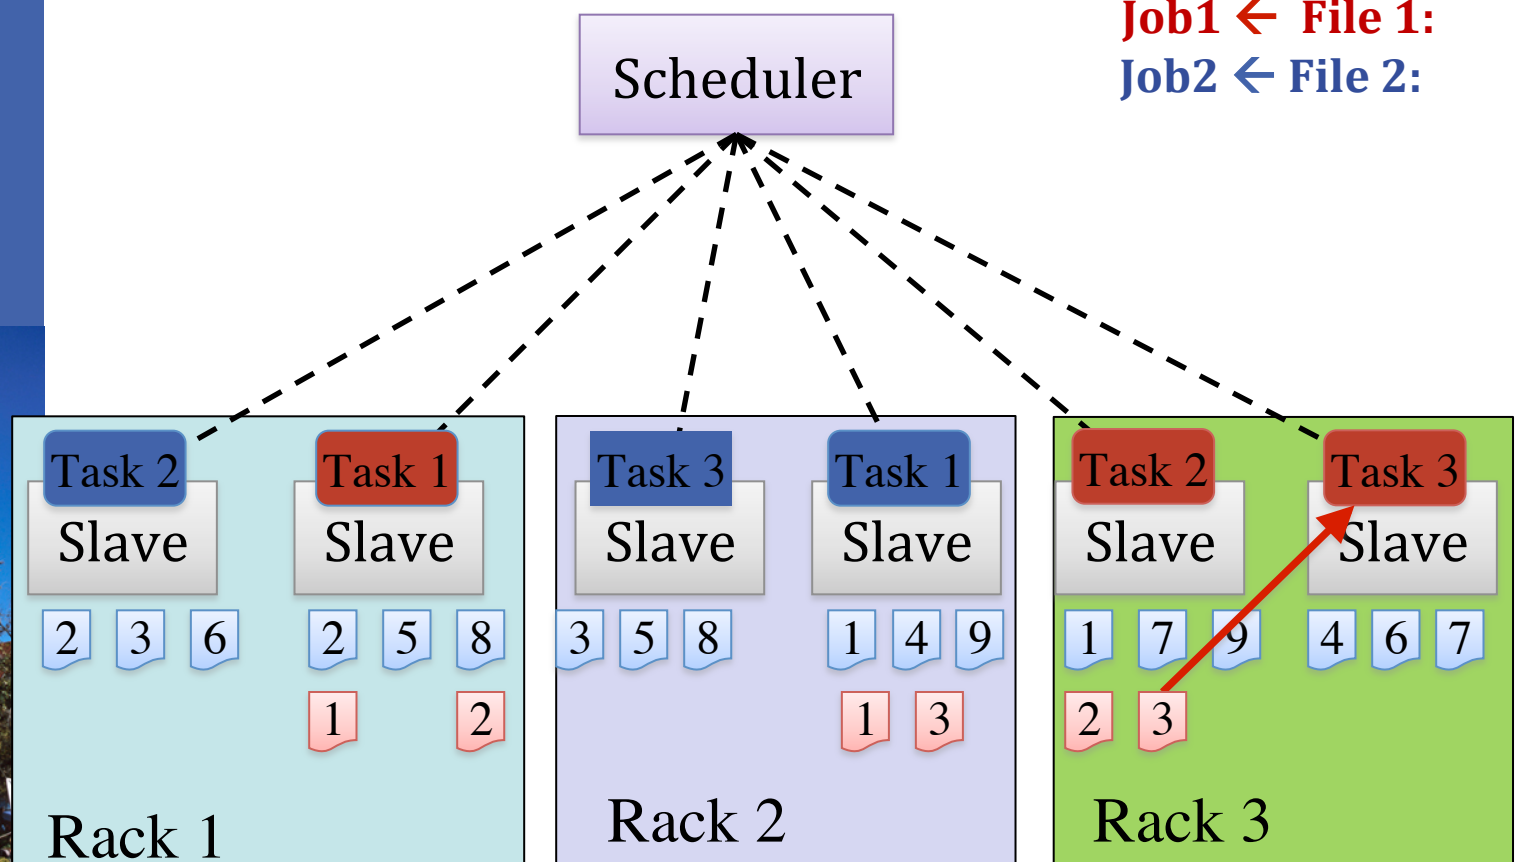 Job1 ← File 1:
Job2 ← File 2:
Scheduler
Task 2
Task 1
Task 3
Task 1
Task 2
Task 3
Slave
Slave
Slave
Slave
Slave
Slave
2 3 6
2 5 8
3 5 8
1 4 9
1 7 9
4 6 7
1 2
1 3
2 3
Rack 1
Rack 2
Rack 3